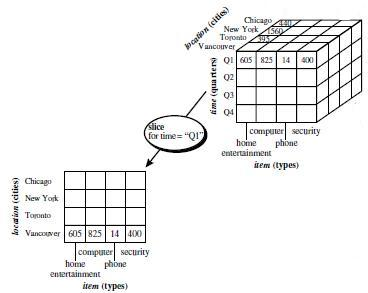 location (cities)
Chicago 440
New York 1560
Toronto 395
Vancouver
time (quarters)
Q1 605 825 14 400
Q2
Q3
Q4
computer security
home phone
entertainment
item (types)
slice
for time = “Q1”
location (cities)
Chicago
New York
Toronto
Vancouver 605 825 14 400
computer security
home phone
entertainment
item (types)